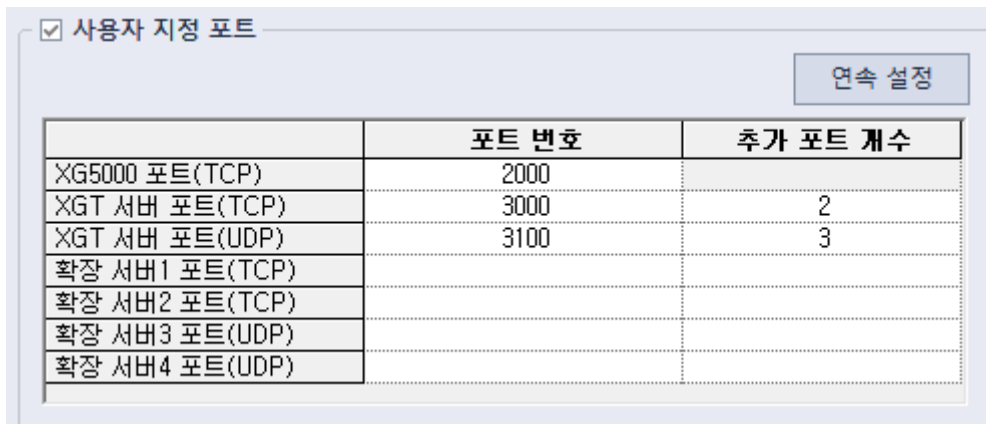 사용자 지정 포트
연속 설정
포트 번호 추가 포트 개수
XG5000 포트(TCP) 2000
XGT 서버 포트(TCP) 3000 2
XGT 서버 포트(UDP) 3100 3
확장 서버1 포트(TCP)
확장 서버2 포트(TCP)
확장 서버3 포트(UDP)
확장 서버4 포트(UDP)